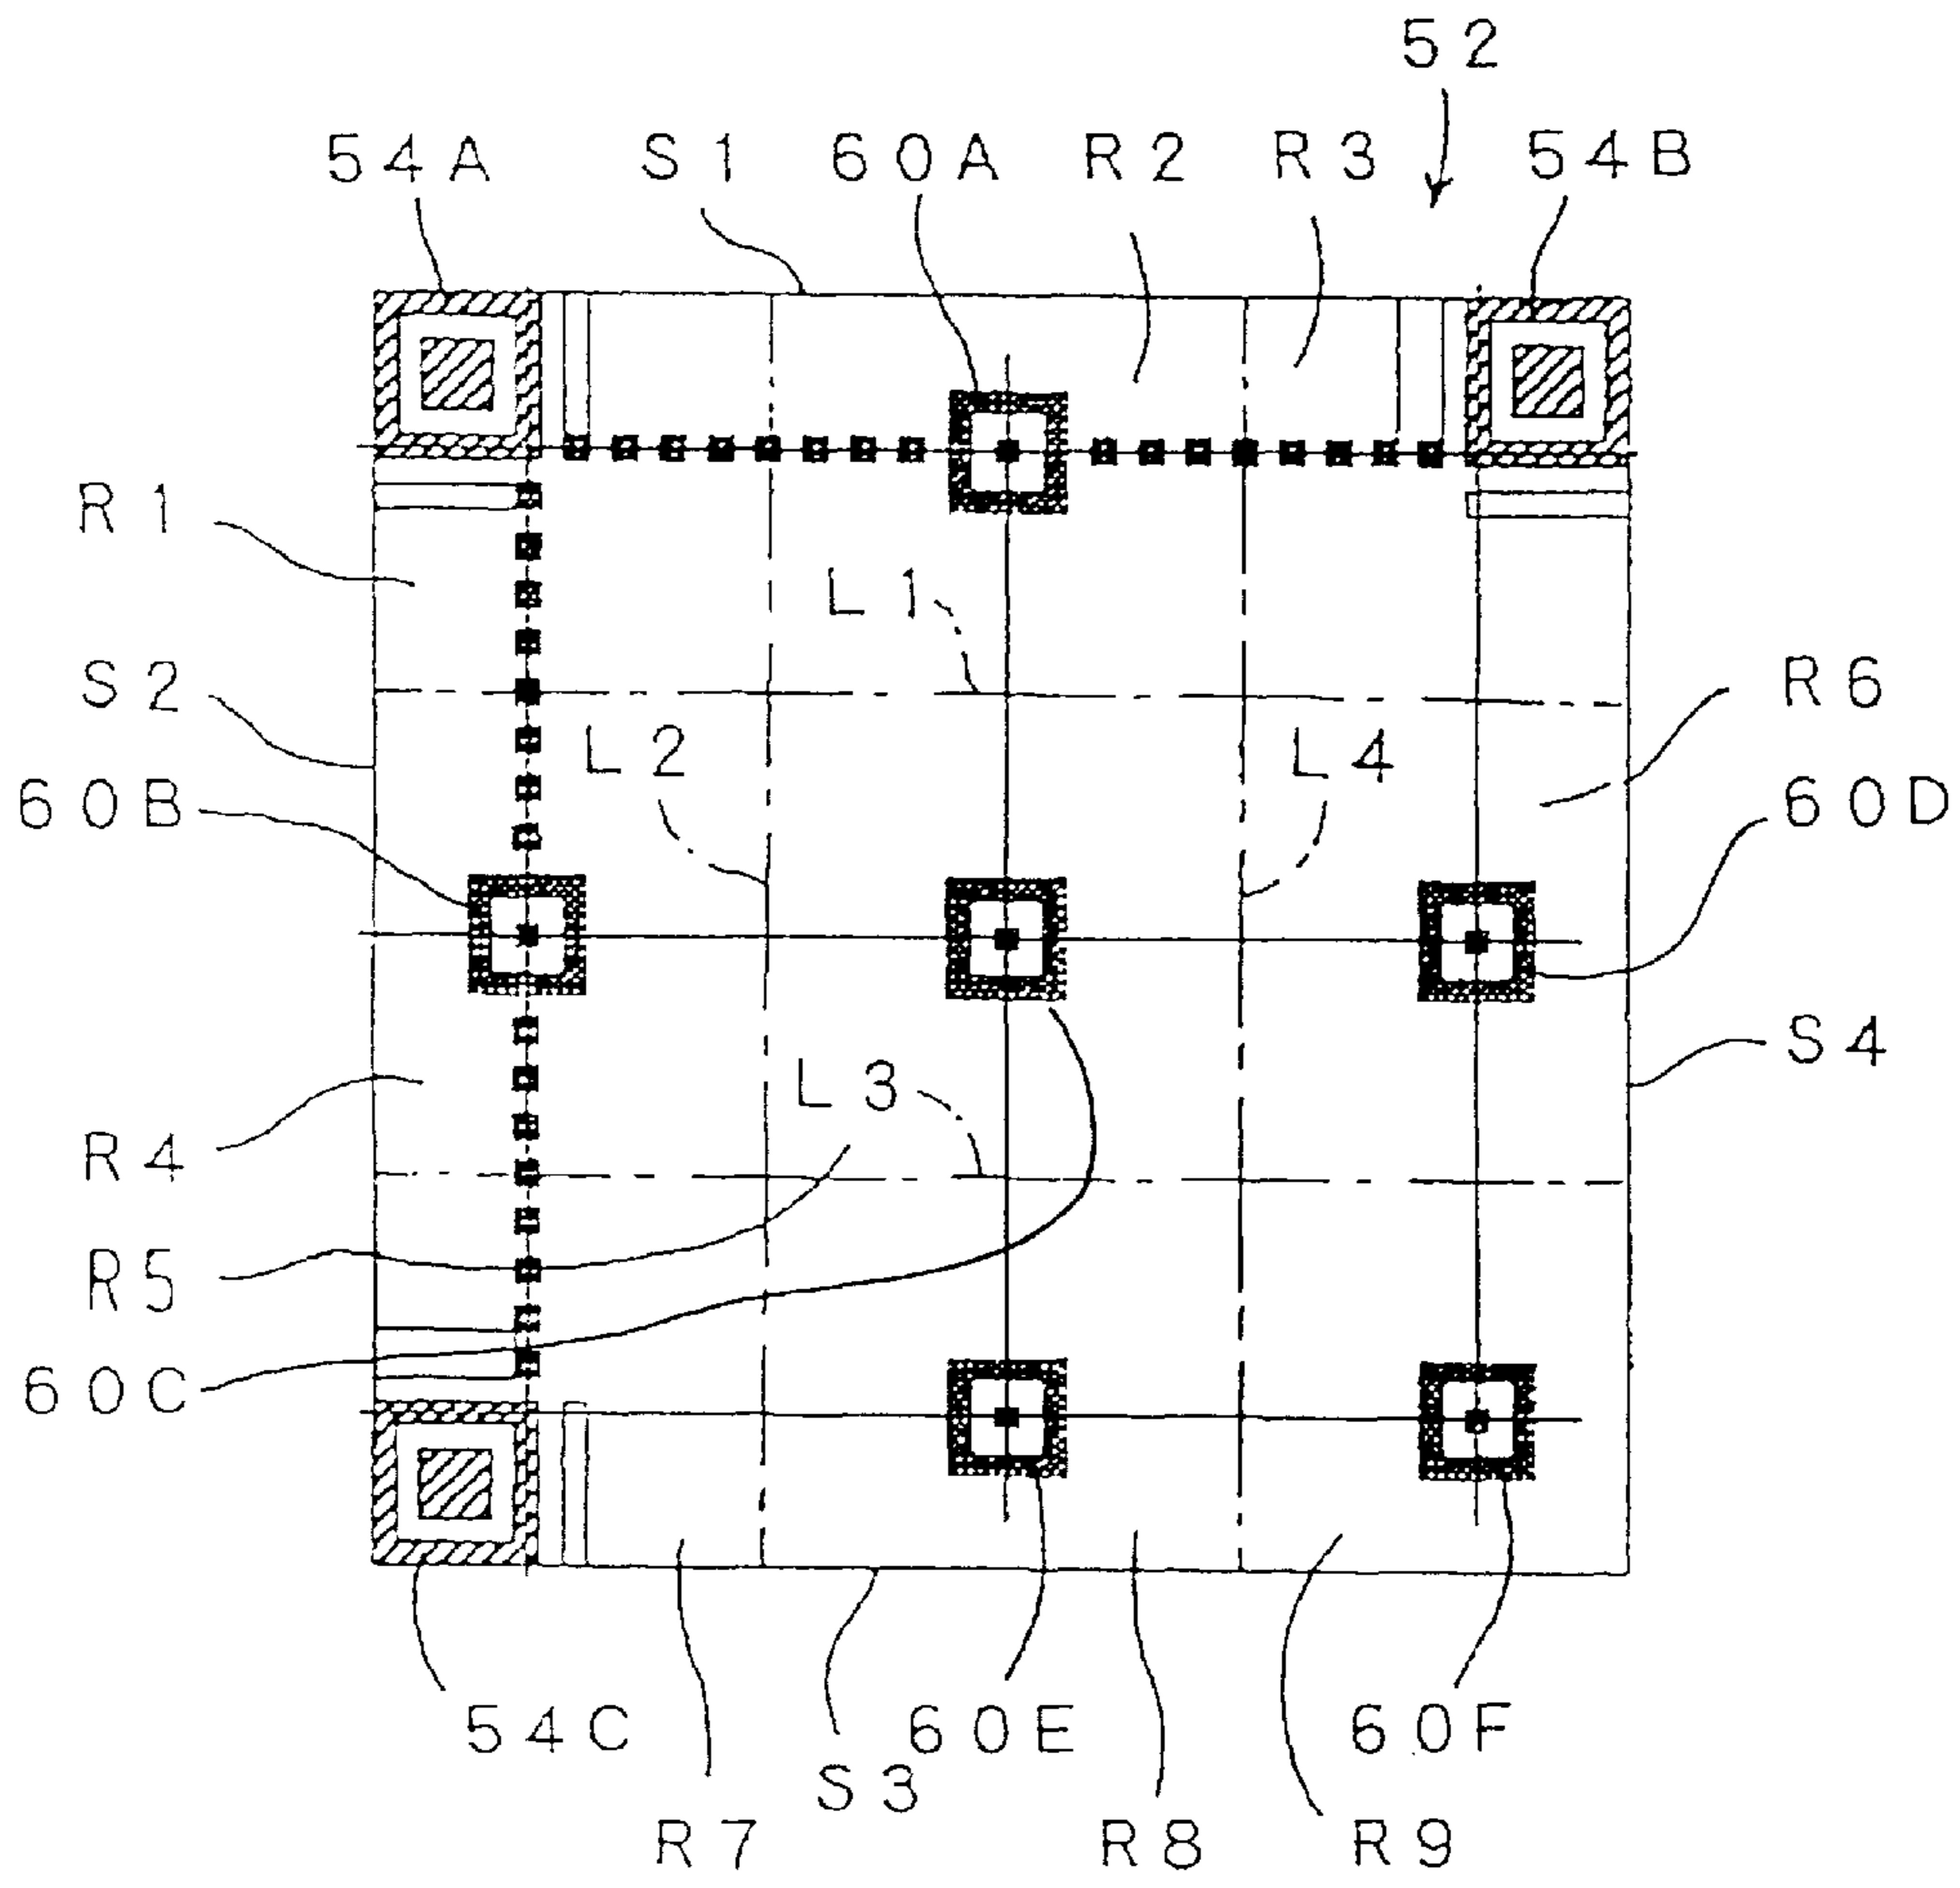 52
54A S1 60A R2 R3 54B
R1
L1
S2 R6
L2 L4
60B 60D
S4
L3
R4
R5
60C
54C 60E 60F
S3
R7 R8 R9